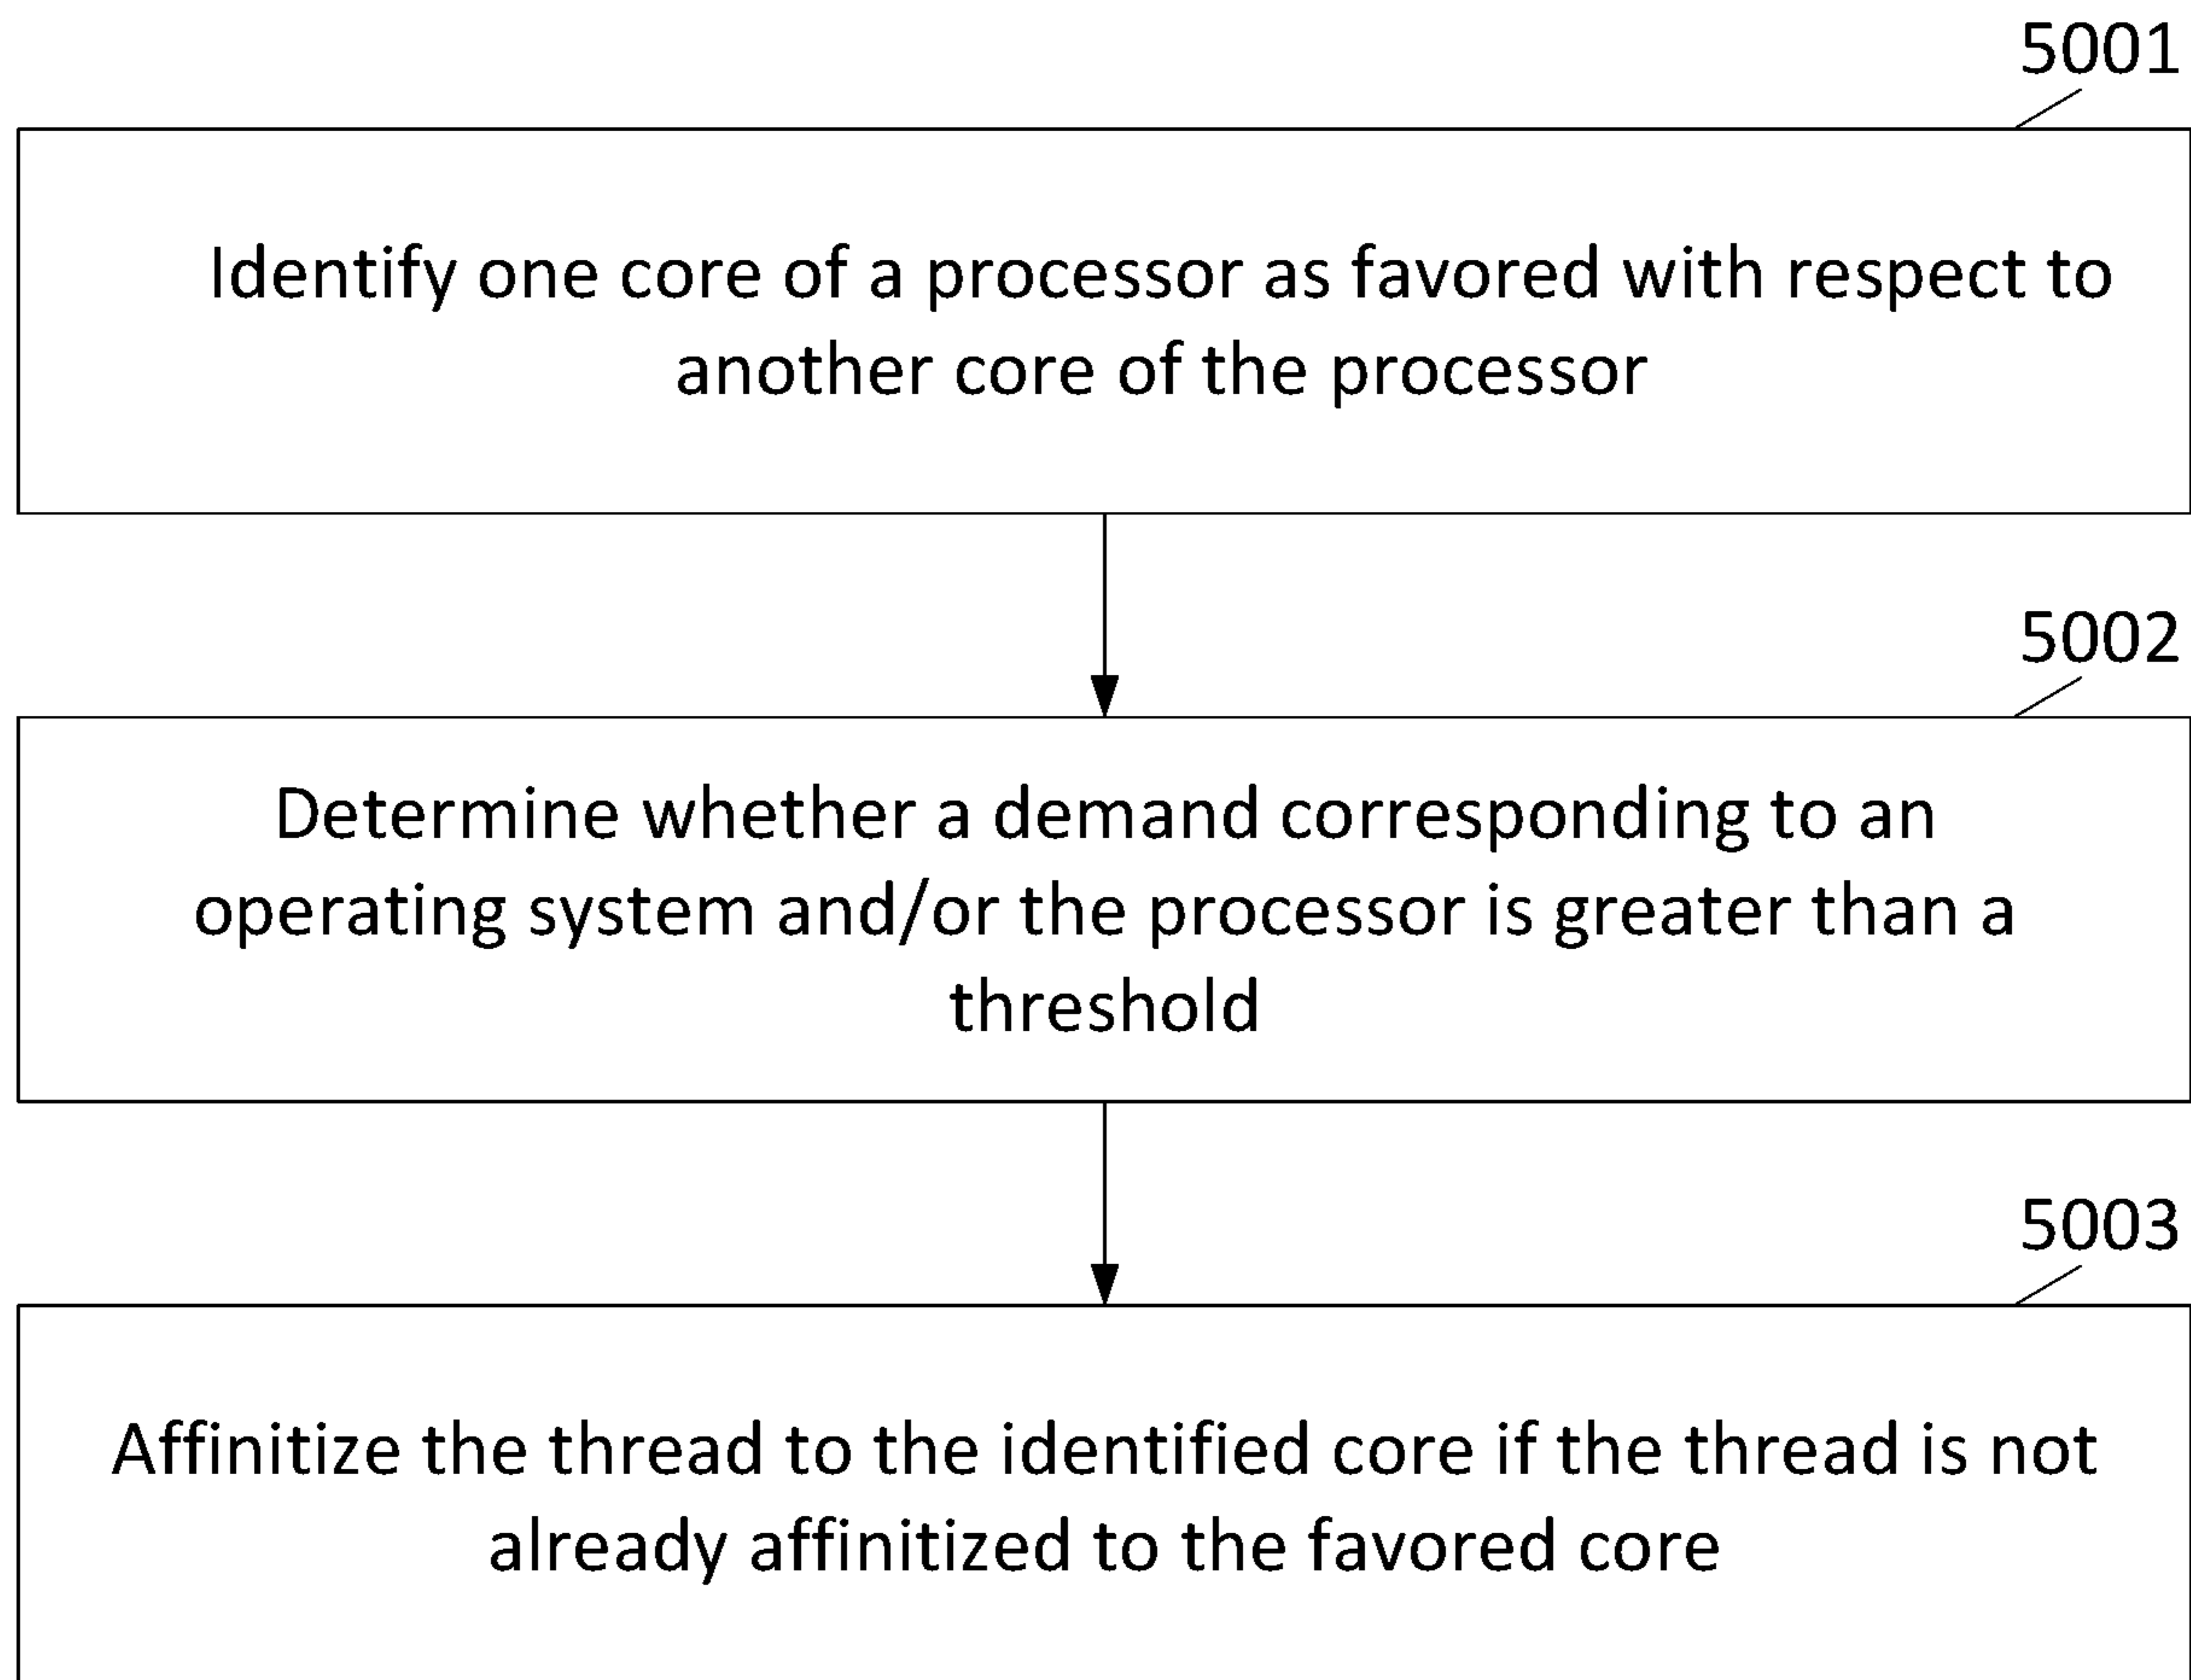 5001
Identify one core of a processor as favored with respect to
another core of the processor
5002
Determine whether a demand corresponding to an
operating system and/or the processor is greater than a
threshold
5003
Affinitize the thread to the identified core if the thread is not
already affinitized to the favored core